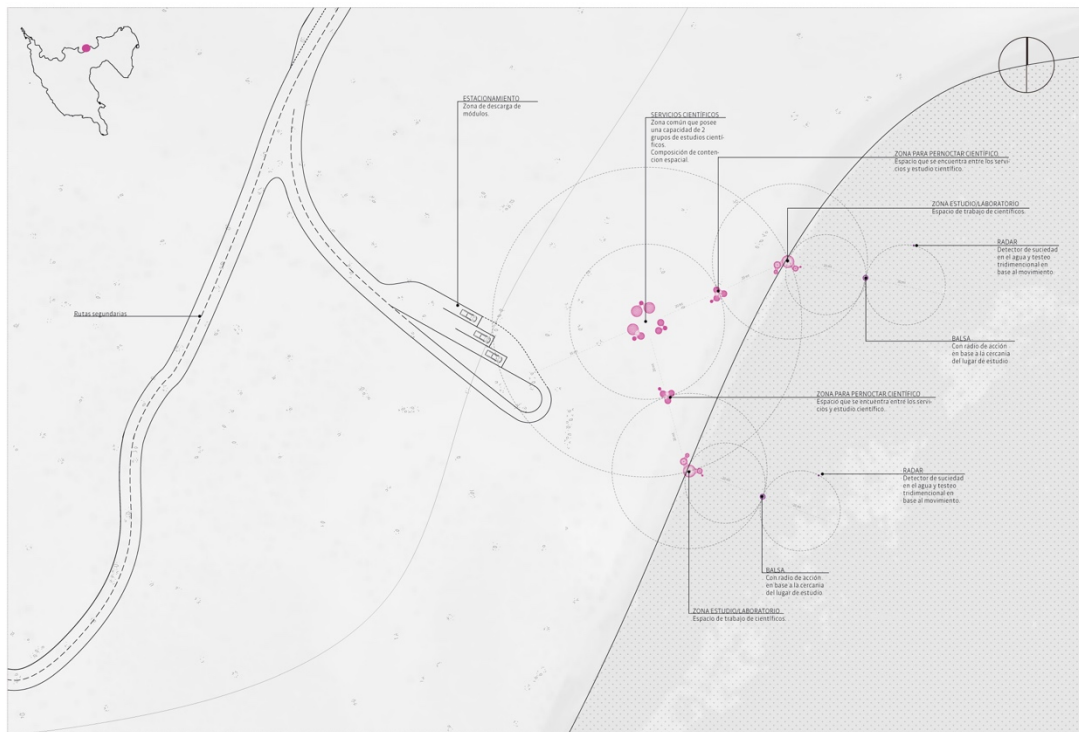 ESTACIONAMIENTO
Zona de descarga de
módulos.
SERVICIOS CIENTÍFICOS
Zona común que posee
una capacidad de 2
grupos de estudios cientí-
ficos.
Composición de conten-
cion espacial
ZONA PARA PERNOCTAR CIENTÍFICO
Espacio que se encuentra entre los servi-
cios y estudio científico.
ZONA ESTUDIO/LABORATORIO
Espacio de trabajo de científicos.
RADAR
Detector de suciedad
en el agua y testeo
tridimencional en
base al movimiento.
Rutas segundarias
BALSA
Con radio de acción
en base a la cercanía
del lugar de estudio.
ZONA PARA PERNOCTAR CIENTÍFICO
Espacio que se encuentra entre los servi-
cios y estudio científico.
RADAR
Detector de suciedad
en el agua y testeo
tridimencional en
base al movimiento.
BALSA
Con radio de acción
en base a la cercanía
del lugar de estudio.
ZONA ESTUDIO/LABORATORIO
Espacio de trabajo de científicos.